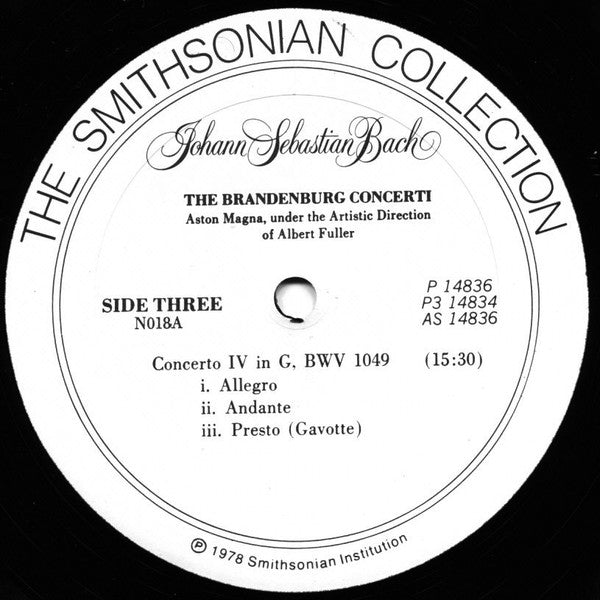 THE SMITHSONIAN COLLECTION
Johann Sebastian Bach
THE BRANDENBURG CONCERTI
Aston Magna, under the Artistic Direction
of Albert Fuller
SIDE THREE
N018A
P 14836
P3 14834
AS 14836
Concerto IV in G, BWV 1049 (15:30)
i. Allegro
ii. Andante
iii. Presto (Gavotte)
℗ 1978 Smithsonian Institution